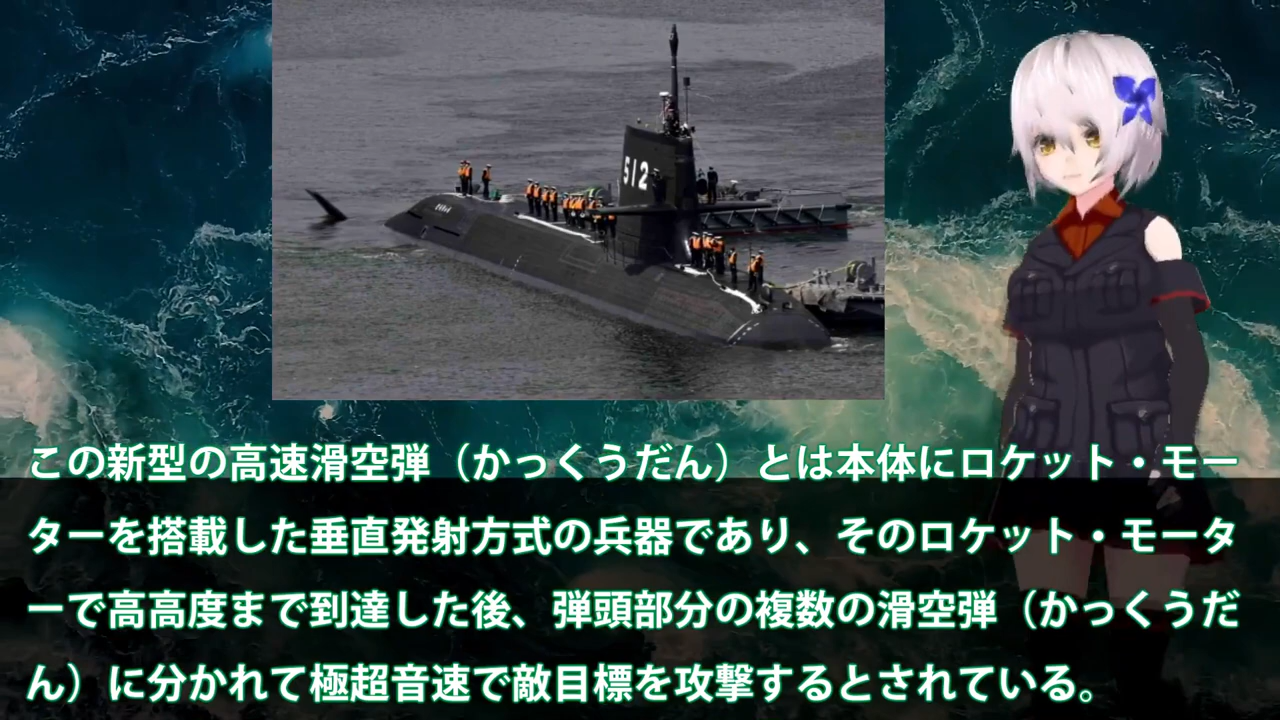 512
この新型の高速滑空弾（かっくうだん）とは本体にロケット・モー
ターを搭載した垂直発射方式の兵器であり、そのロケット・モータ
ーで高高度まで到達した後、弾頭部分の複数の滑空弾（かっくうだ
ん）に分かれて極超音速で敵目標を攻撃するとされている。